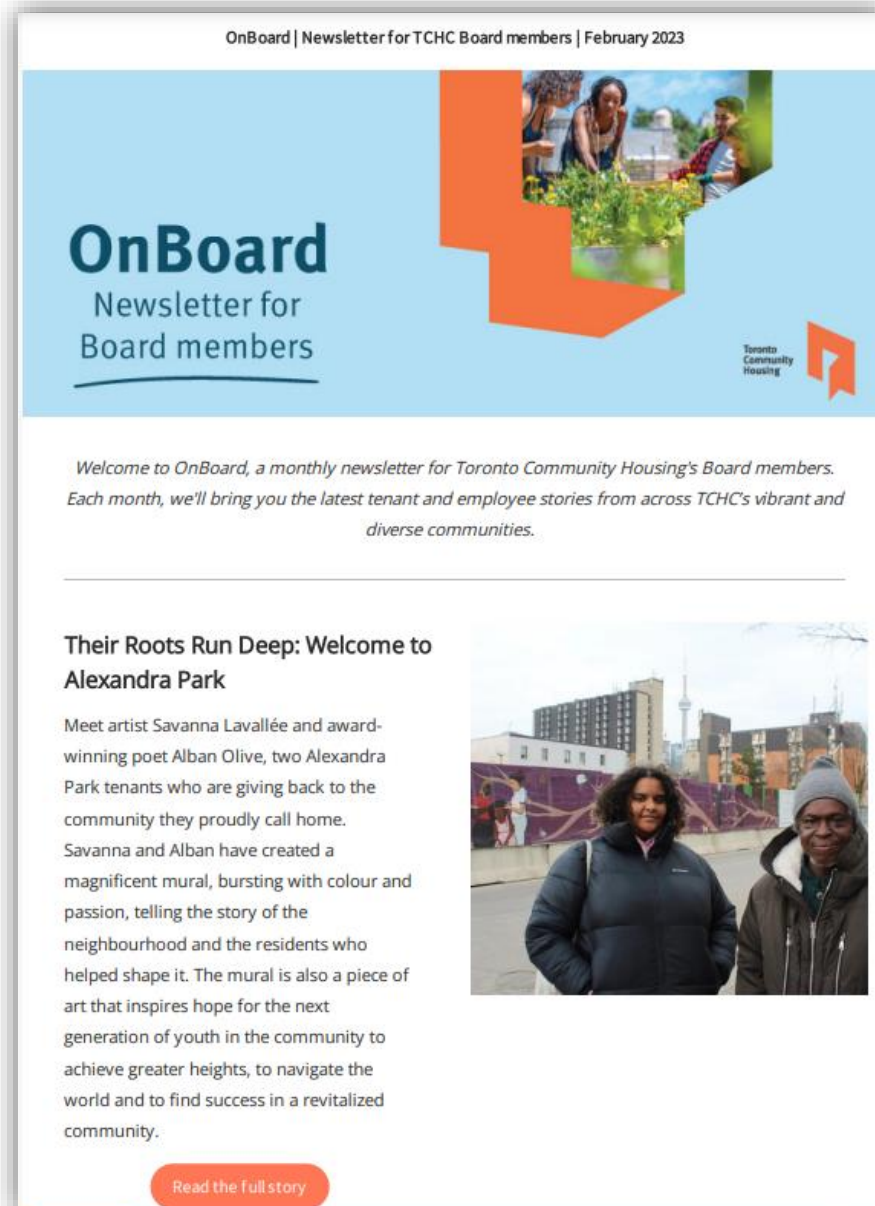 OnBoard | Newsletter for TCHC Board members | February 2023
OnBoard
Newsletter for
Board members
Toronto
Community
Housing
Welcome to OnBoard, a monthly newsletter for Toronto Community Housing's Board members.
Each month, we'll bring you the latest tenant and employee stories from across TCHC's vibrant and
diverse communities.
Their Roots Run Deep: Welcome to
Alexandra Park
Meet artist Savanna Lavallée and award-
winning poet Alban Olive, two Alexandra
Park tenants who are giving back to the
community they proudly call home.
Savanna and Alban have created a
magnificent mural, bursting with colour and
passion, telling the story of the
neighbourhood and the residents who
helped shape it. The mural is also a piece of
art that inspires hope for the next
generation of youth in the community to
achieve greater heights, to navigate the
world and to find success in a revitalized
community.
Read the full story